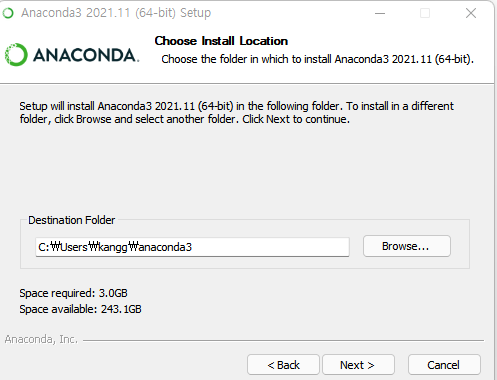 Anaconda3 2021.11 (64-bit) Setup
Choose Install Location
Choose the folder in which to install Anaconda3 2021.11 (64-bit).
ANACONDA.
Setup will install Anaconda3 2021.11 (64-bit) in the following folder. To install in a different
folder, click Browse and select another folder. Click Next to continue.
Destination Folder
C:₩Users₩kangg₩anaconda3
Browse...
Space required: 3.0GB
Space available: 243.1GB
Anaconda, Inc.
< Back
Next >
Cancel